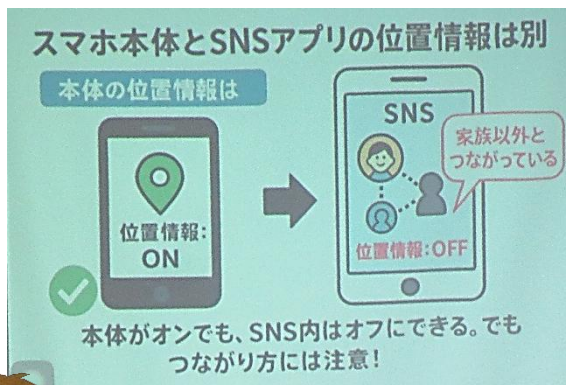 スマホ本体とSNSアプリの位置情報は別
本体の位置情報は
位置情報:
ON
SNS
家族以外と
つながっている
位置情報:OFF
本体がオンでも、SNS内はオフにできる。でも
つながり方には注意!